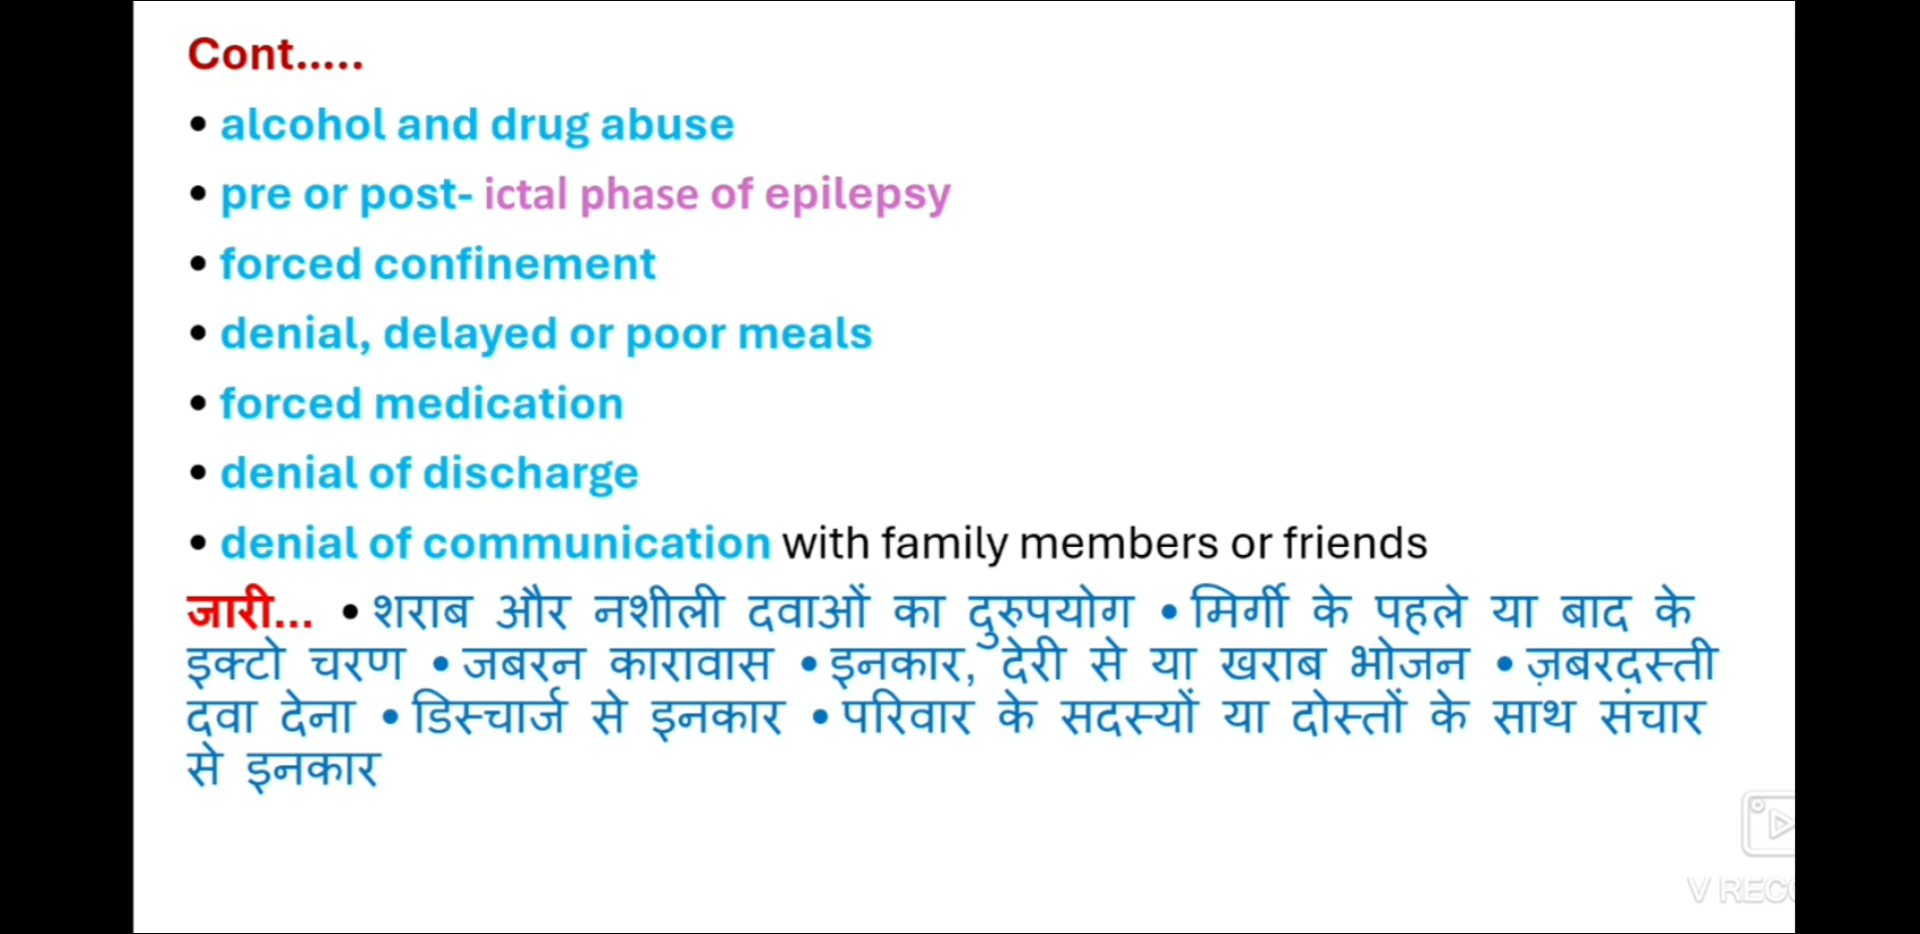 Cont.....
• alcohol and drug abuse
• pre or post- ictal phase of epilepsy
• forced confinement
• denial, delayed or poor meals
• forced medication
• denial of discharge
• denial of communication with family members or friends
जारी... • शराब और नशीली दवाओं का दुरुपयोग • मिर्गी के पहले या बाद के
इक्टो चरण • जबरन कारावास • इनकार, देरी से या खराब भोजन • ज़बरदस्ती
दवा देना • डिस्चार्ज से इनकार • परिवार के सदस्यों या दोस्तों के साथ संचार
से इनकार